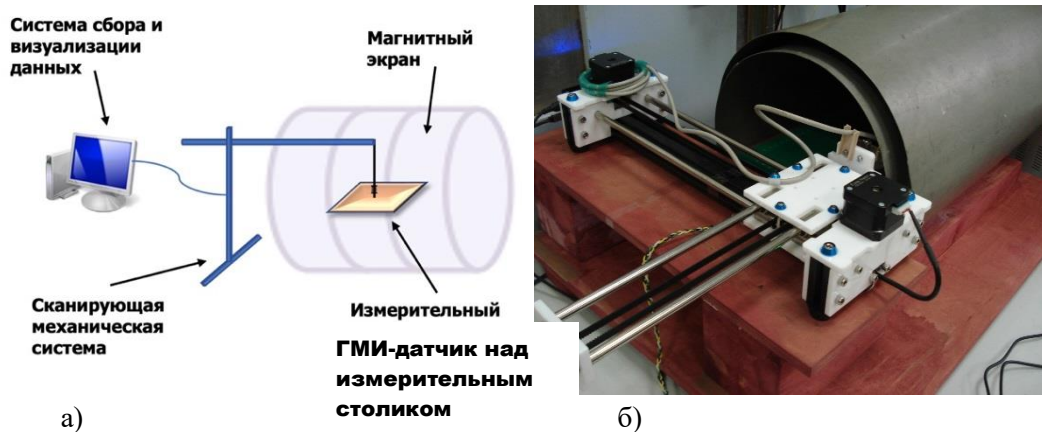 Система сбора и
визуализации
данных
Магнитный
экран
Сканирующая
механическая
система
Измерительный
ГМИ-датчик над
измерительным
столиком
а)
б)